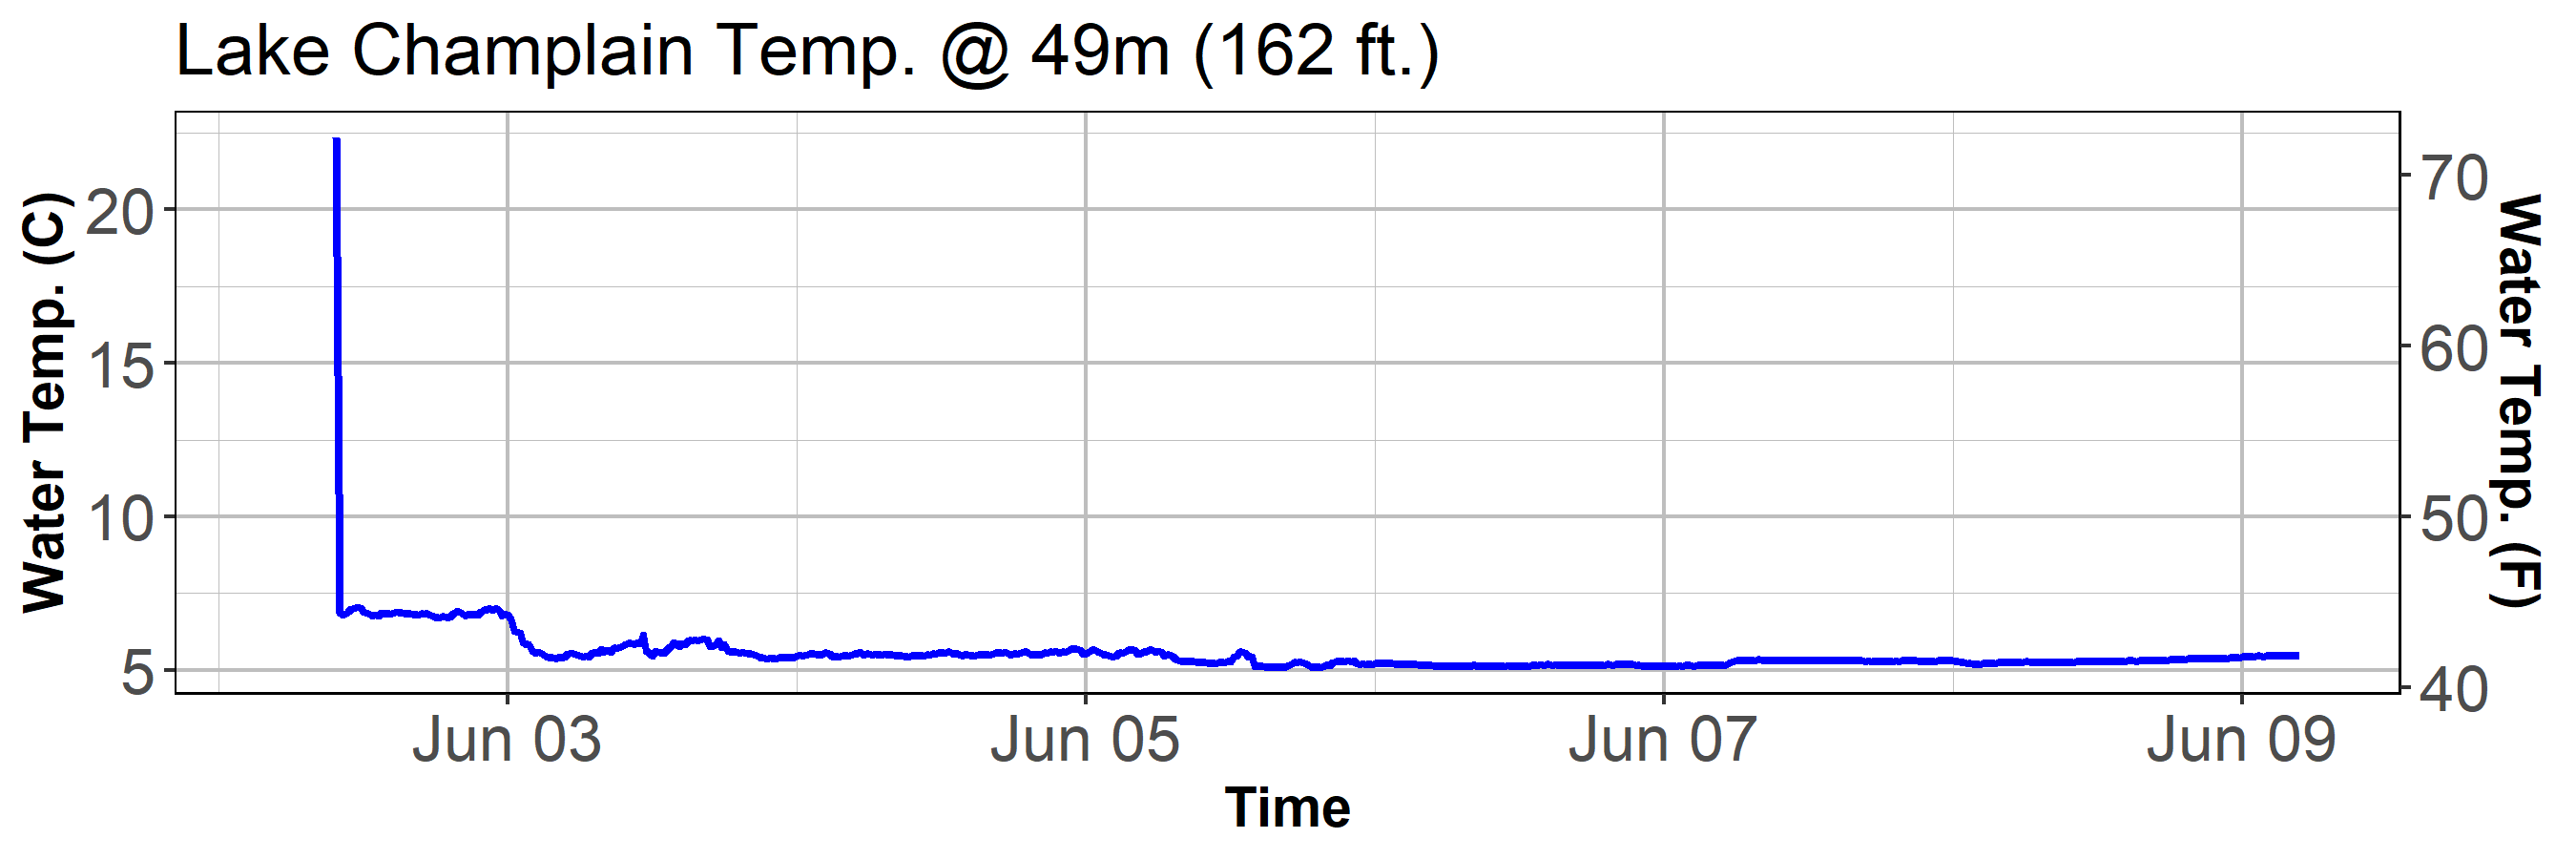 Lake Champlain Temp. @ 49m (162 ft.)
Water Temp. (C)
20
15
10
5
70
60
50
40
Water Temp. (F)
Jun 03
Jun 05
Jun 07
Jun 09
Time